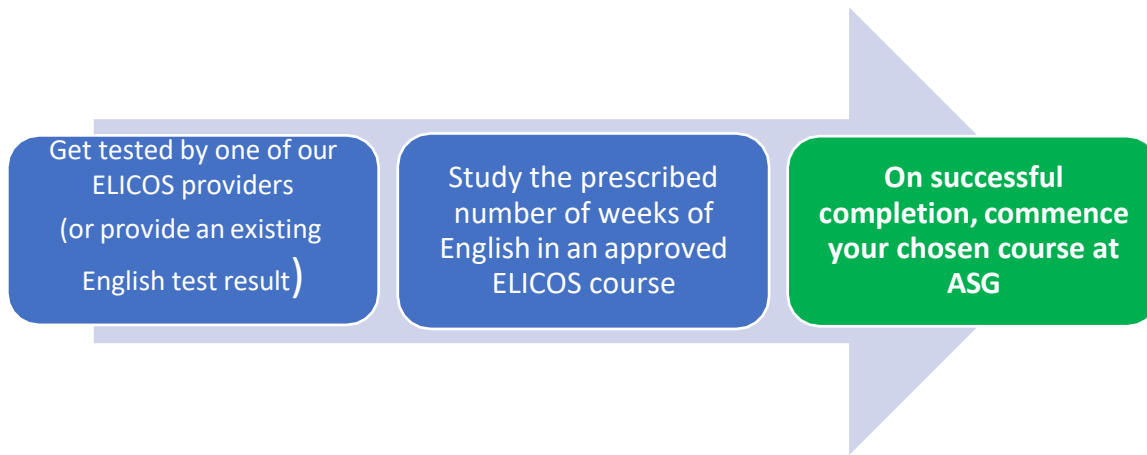 Get tested by one of our
ELICOS providers
(or provide an existing
English test result)
Study the prescribed
number of weeks of
English in an approved
ELICOS course
On successful
completion, commence
your chosen course at
ASG